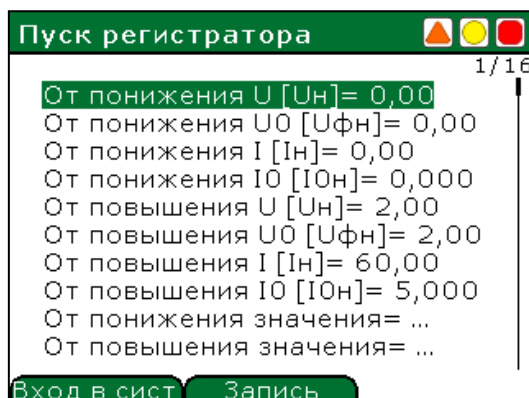 Пуск регистратора
1/16
От понижения U [Uн]= 0,00
От понижения U0 [Uфн]= 0,00
От понижения I [Iн]= 0,00
От понижения I0 [I0н]= 0,000
От повышения U [Uн]= 2,00
От повышения U0 [Uфн]= 2,00
От повышения I [Iн]= 60,00
От повышения I0 [I0н]= 5,000
От понижения значения= ...
От повышения значения= ...
Вход в сист Запись